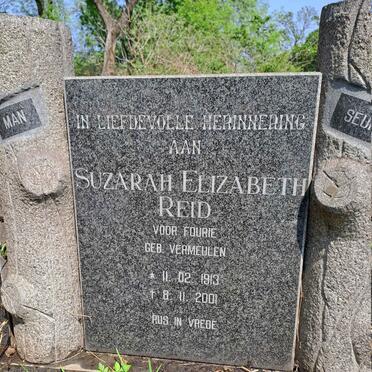 IN LIEFDEVOLLE HERINNERING
AAN
SUZARAH ELIZABETH
REID
VOOR FOURIE
GEB. VERMEULEN
* 11. 02. 1913
† 8. 11. 2001
RUS IN VREDE
MAN
SEUN